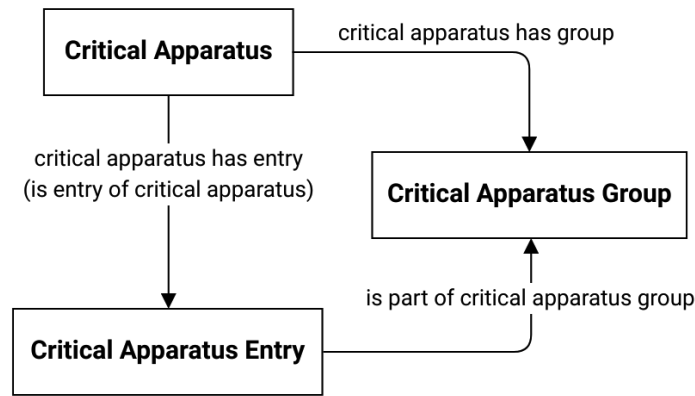 critical apparatus has group
Critical Apparatus
critical apparatus has entry
(is entry of critical apparatus)
Critical Apparatus Group
is part of critical apparatus group
Critical Apparatus Entry